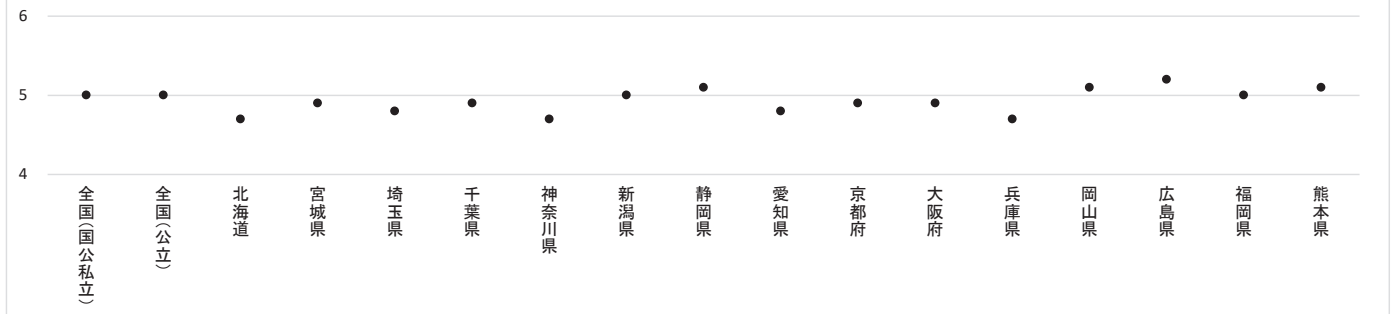 6
5
4
全国（国公私立）
全国（公立）
北海道
宮城県
埼玉県
千葉県
神奈川県
新潟県
静岡県
愛知県
京都府
大阪府
兵庫県
岡山県
広島県
福岡県
熊本県